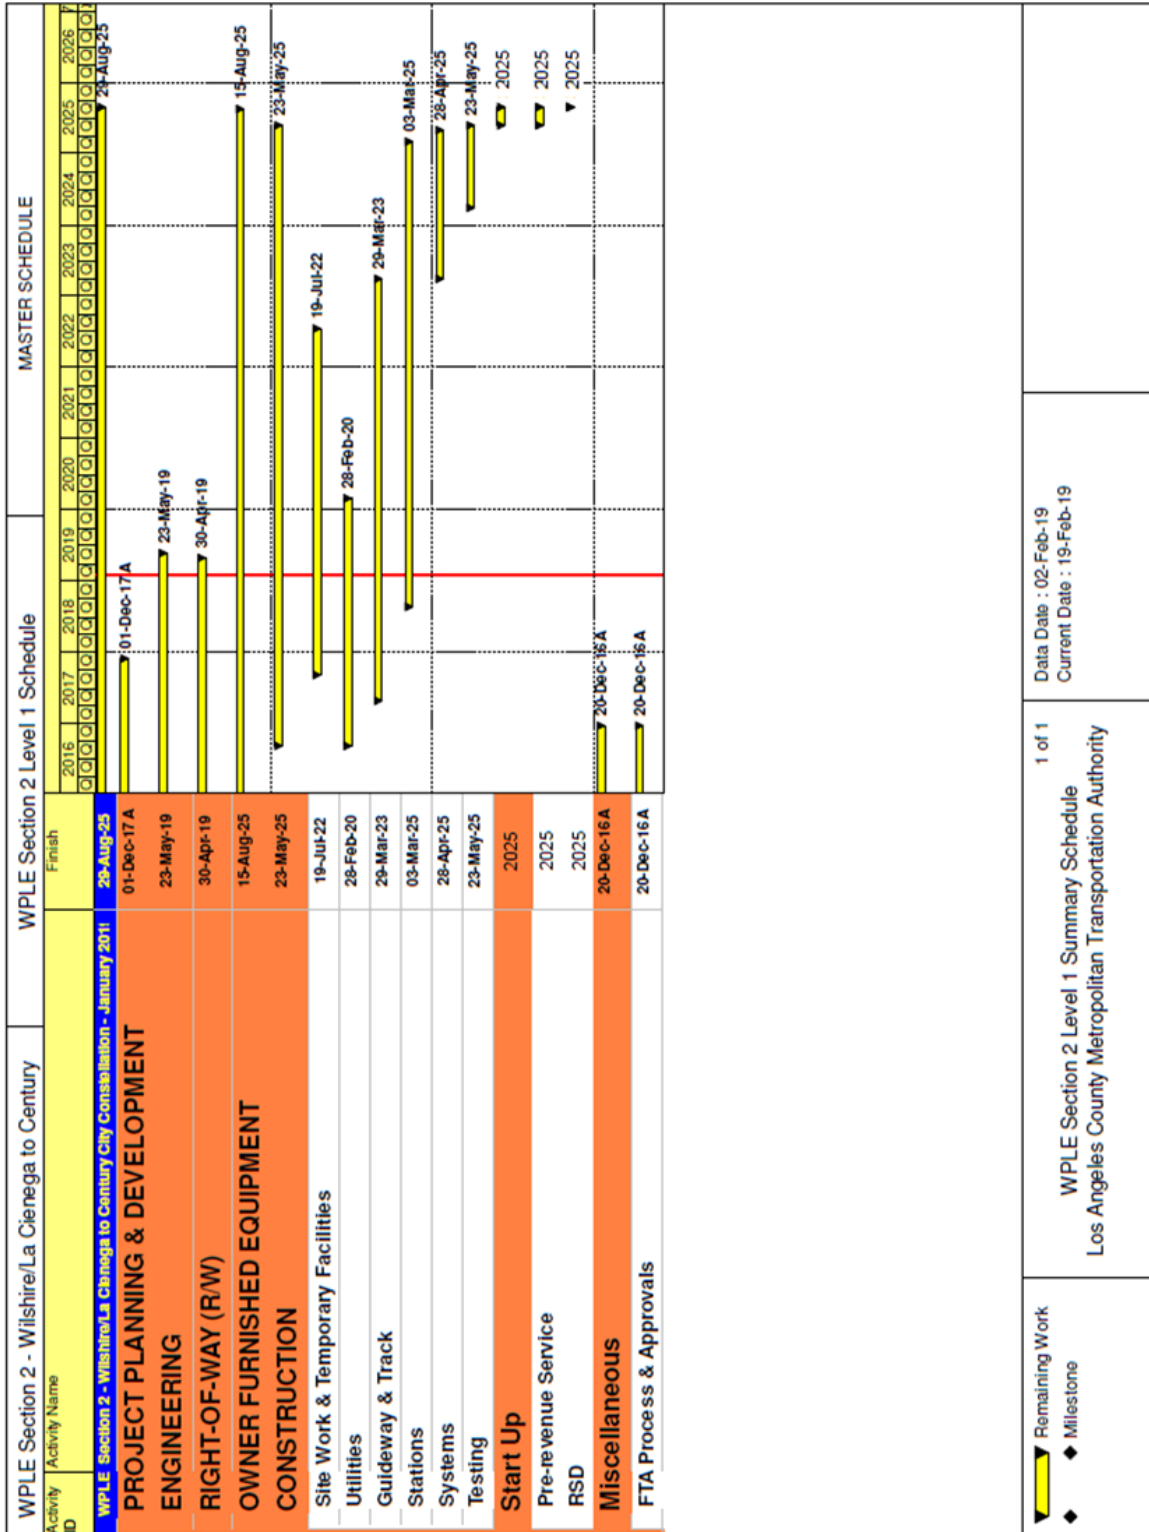 WPLE Section 2 - Wilshire/La Cienega to Century
WPLE Section 2 Level 1 Schedule
MASTER SCHEDULE
Activity ID
Activity Name
Finish
2016 2017 2018 2019 2020 2021 2022 2023 2024 2025 2026
WPLE Section 2 - Wilshire/La Cienega to Century City Constellation - January 201 29-Aug-25 29-Aug-25
PROJECT PLANNING & DEVELOPMENT 01-Dec-17 A 01-Dec-17 A
ENGINEERING 23-May-19 23-May-19
RIGHT-OF-WAY (R/W) 30-Apr-19 30-Apr-19
OWNER FURNISHED EQUIPMENT 15-Aug-25 15-Aug-25
CONSTRUCTION 23-May-25 23-May-25
Site Work & Temporary Facilities 19-Jul-22 19-Jul-22
Utilities 28-Feb-20 28-Feb-20
Guideway & Track 29-Mar-23 29-Mar-23
Stations 03-Mar-25 03-Mar-25
Systems 28-Apr-25 28-Apr-25
Testing 23-May-25 23-May-25
Start Up 2025 2025
Pre-revenue Service 2025 2025
RSD 2025 2025
Miscellaneous 20-Dec-16 A 20-Dec-16 A
FTA Process & Approvals 20-Dec-16 A 20-Dec-16 A
Remaining Work
Milestone
1 of 1
WPLE Section 2 Level 1 Summary Schedule
Los Angeles County Metropolitan Transportation Authority
Data Date : 02-Feb-19
Current Date : 19-Feb-19